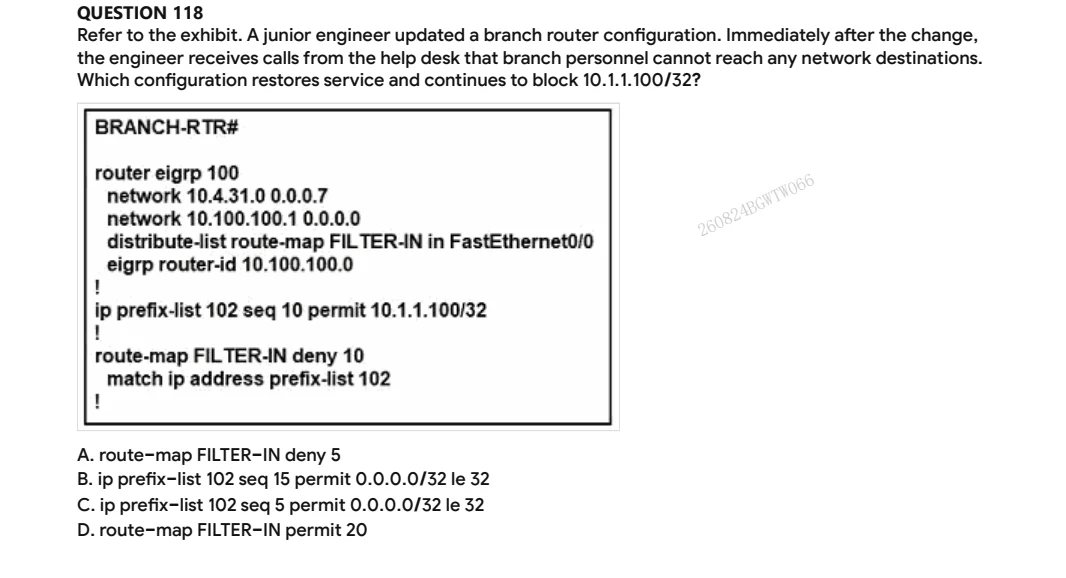 QUESTION 118
Refer to the exhibit. A junior engineer updated a branch router configuration. Immediately after the change,
the engineer receives calls from the help desk that branch personnel cannot reach any network destinations.
Which configuration restores service and continues to block 10.1.1.100/32?
BRANCH-RTR#
router eigrp 100
network 10.4.31.0 0.0.0.7
network 10.100.100.1 0.0.0.0
distribute-list route-map FILTER-IN in FastEthernet0/0
eigrp router-id 10.100.100.0
!
ip prefix-list 102 seq 10 permit 10.1.1.100/32
!
route-map FILTER-IN deny 10
match ip address prefix-list 102
!
260824BGWTW066
A. route-map FILTER-IN deny 5
B. ip prefix-list 102 seq 15 permit 0.0.0.0/32 le 32
C. ip prefix-list 102 seq 5 permit 0.0.0.0/32 le 32
D. route-map FILTER-IN permit 20